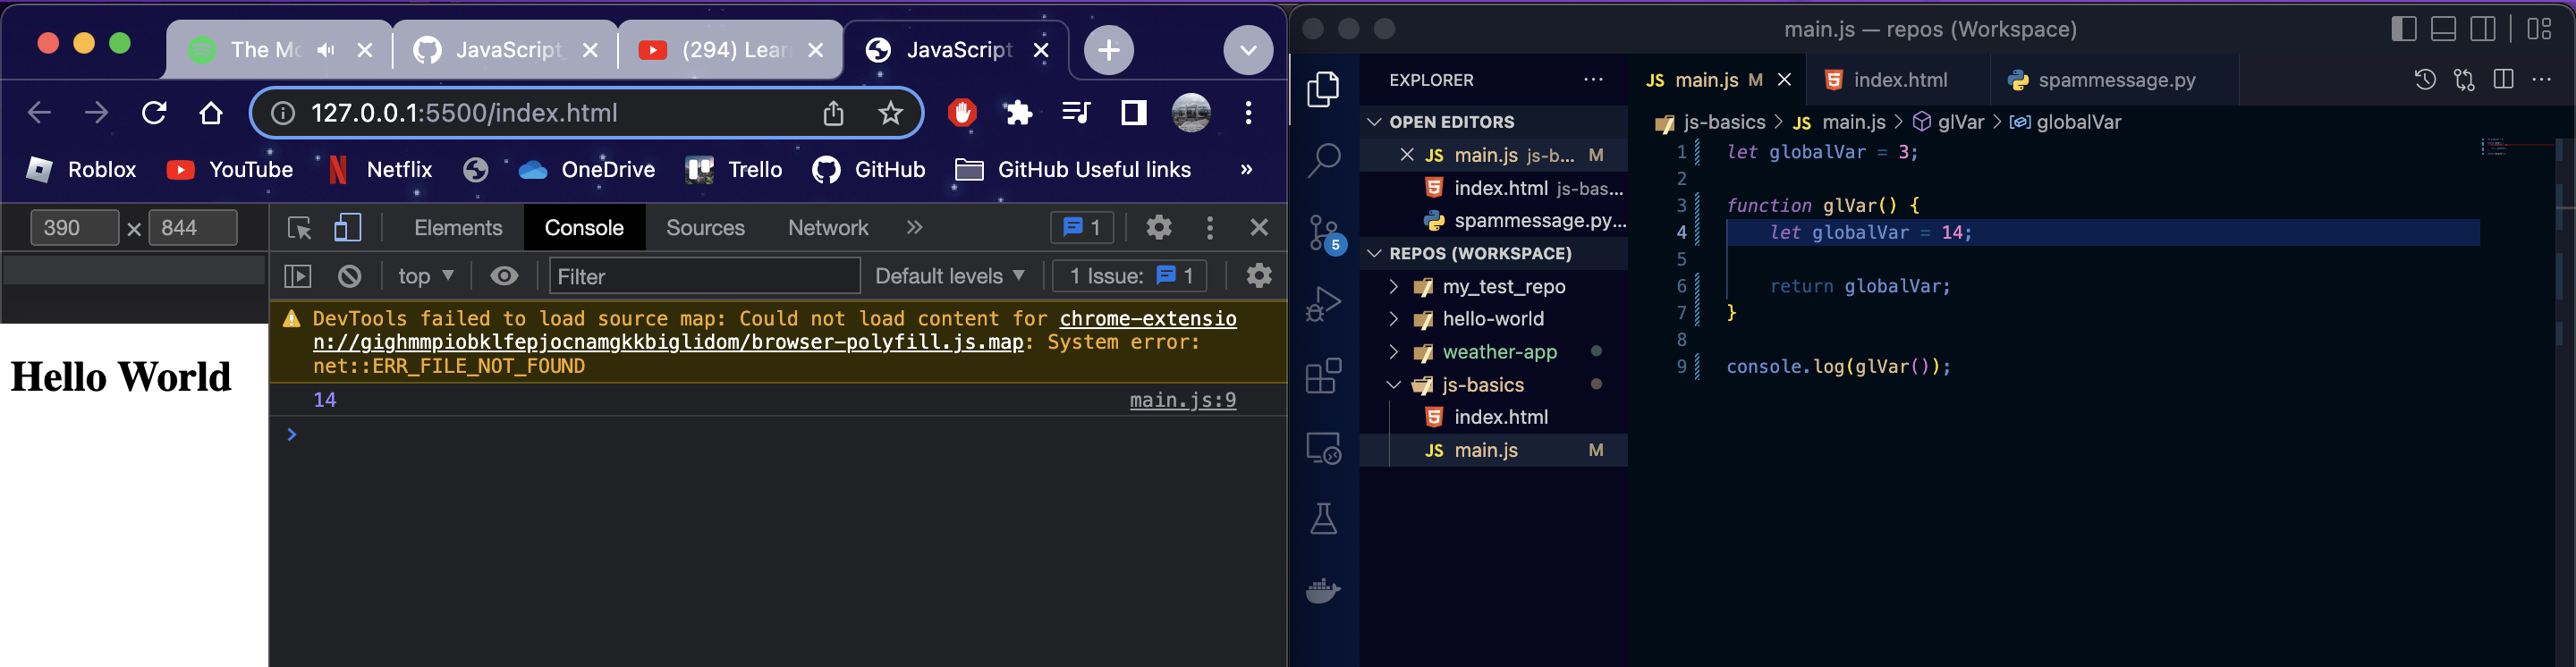 The Mo
JavaScript_
(294) Lear
JavaScript
127.0.0.1:5500/index.html
Roblox
YouTube
Netflix
OneDrive
Trello
GitHub
GitHub Useful links
»
390 × 844
Elements
Console
Sources
Network
»
1
top
Filter
Default levels
1 Issue: 1
DevTools failed to load source map: Could not load content for chrome-extensio
n://gighmmpiobklfepjocnamgkkbiglidom/browser-polyfill.js.map: System error:
net::ERR_FILE_NOT_FOUND
14 main.js:9
>
Hello World
main.js — repos (Workspace)
5
EXPLORER ...
OPEN EDITORS
JS main.js js-b... M
index.html js-bas...
spammessage.py...
REPOS (WORKSPACE)
my_test_repo
hello-world
weather-app
js-basics
index.html
JS main.js M
JS main.js M
index.html
spammessage.py
js-basics > JS main.js > glVar > globalVar
1 let globalVar = 3;
2
3 function glVar() {
4 let globalVar = 14;
5
6 return globalVar;
7 }
8
9 console.log(glVar());